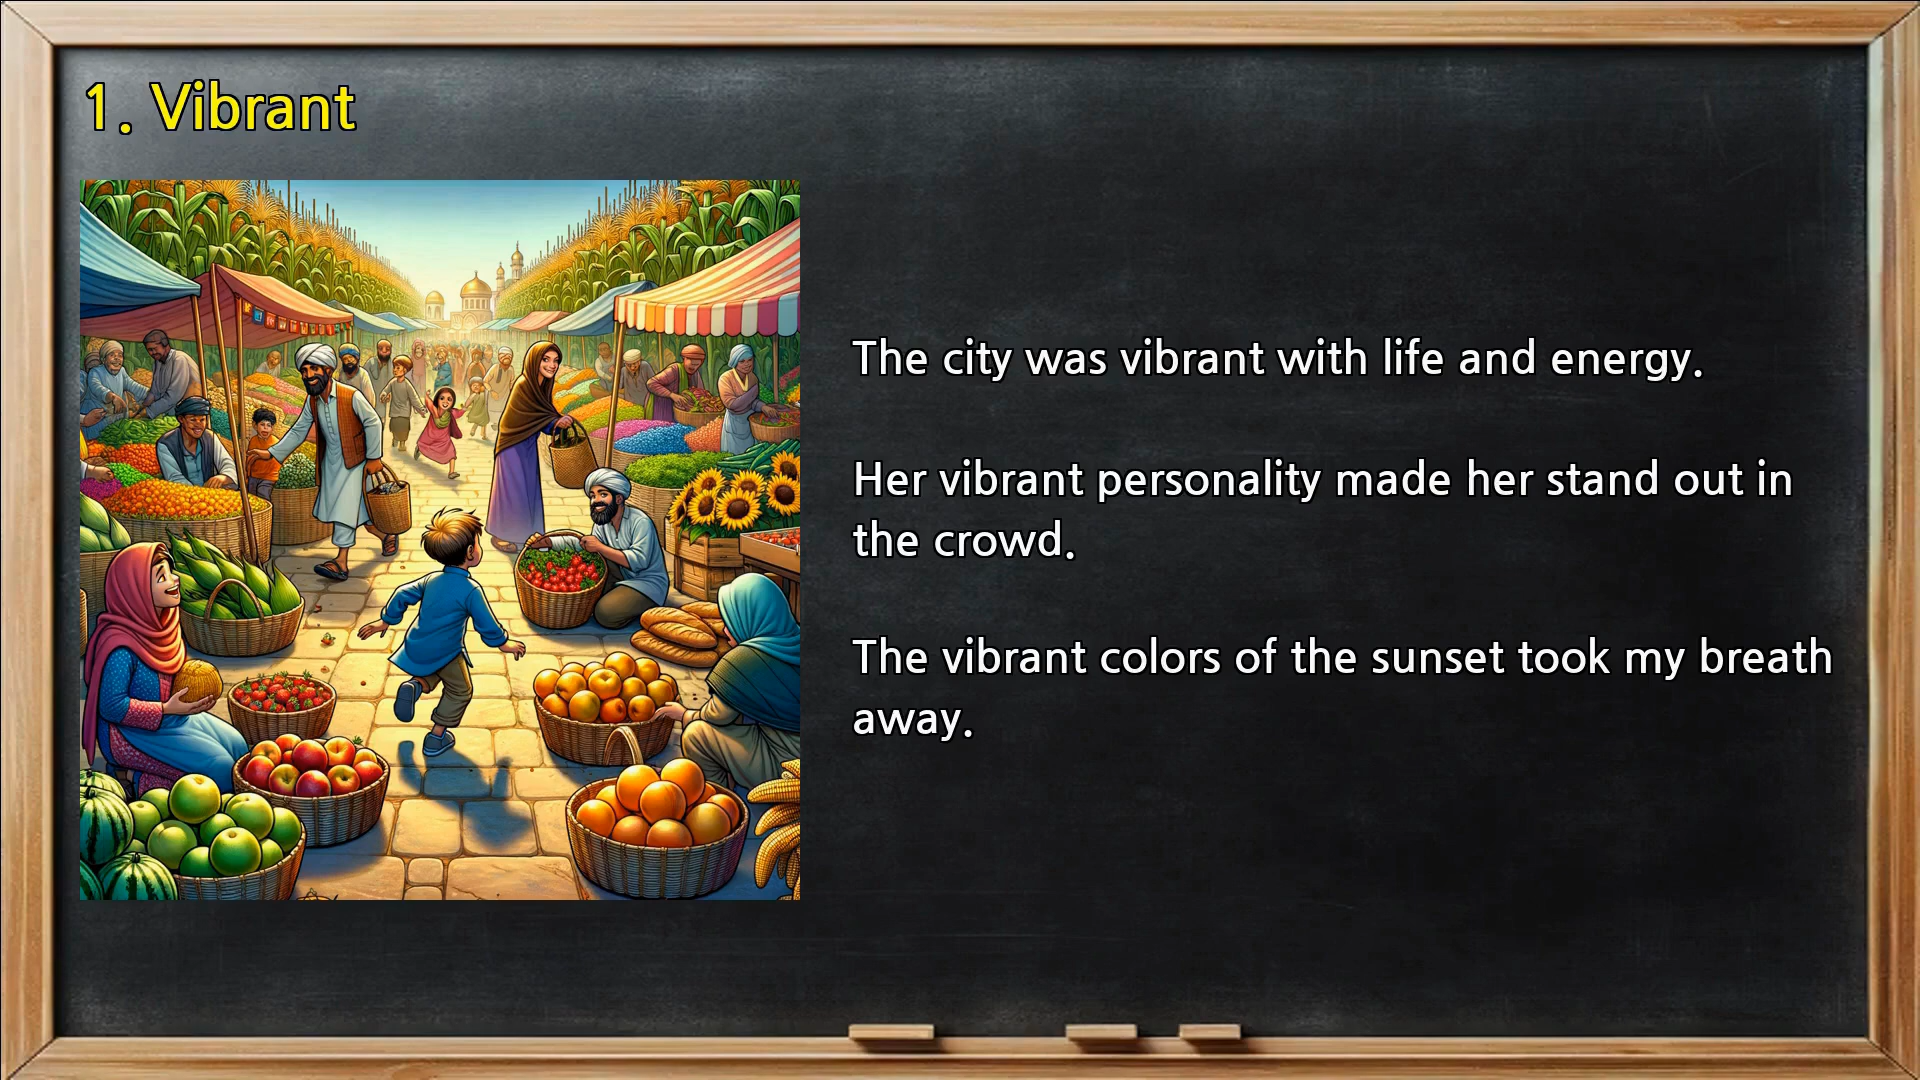 1. Vibrant
The city was vibrant with life and energy.
Her vibrant personality made her stand out in
the crowd.
The vibrant colors of the sunset took my breath
away.